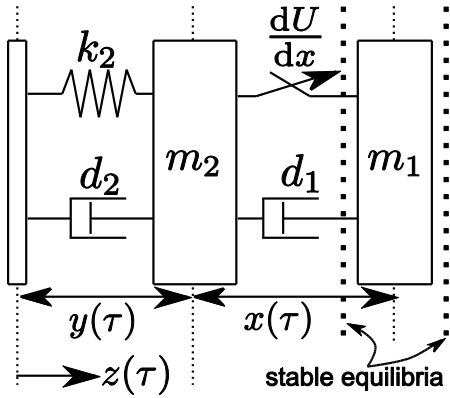 k₂
dU
dx
m₂
m₁
d₂
d₁
y(τ)
x(τ)
z(τ)
stable equilibria